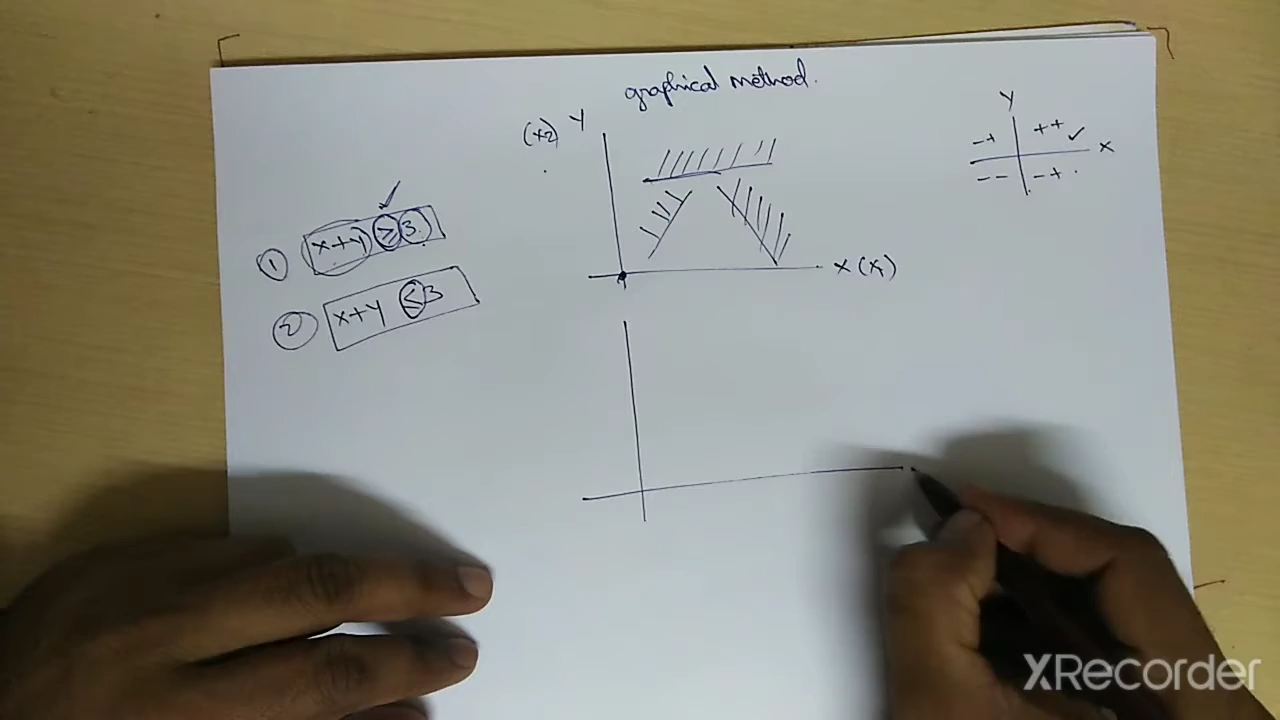 graphical method.
(x2) Y
X (x1)
Y
X
-+ ++ ✓
-- -+
① x+y ≥ 3
② x+y ≤ 3
XRecorder